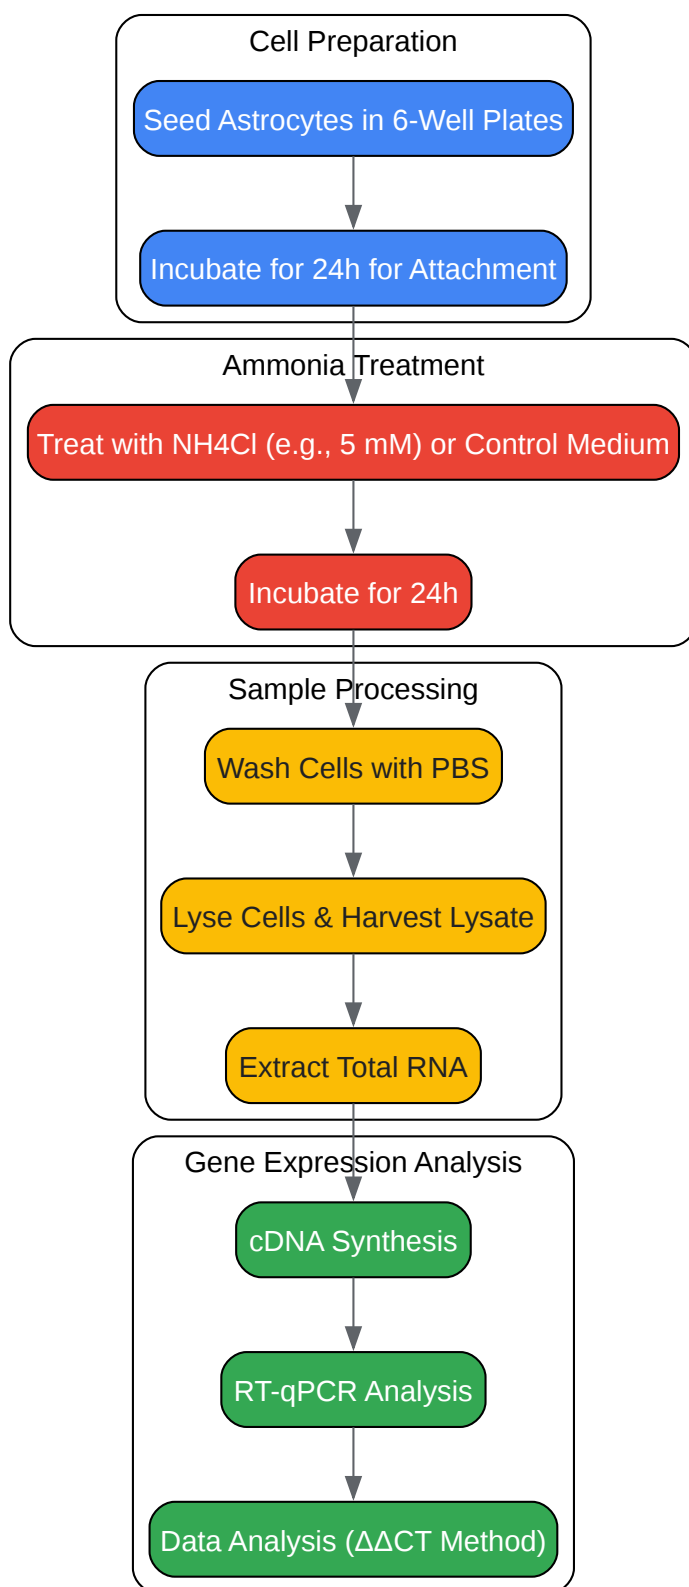 Cell Preparation
Seed Astrocytes in 6-Well Plates
Incubate for 24h for Attachment
Ammonia Treatment
Treat with NH4Cl (e.g., 5 mM) or Control Medium
Incubate for 24h
Sample Processing
Wash Cells with PBS
Lyse Cells & Harvest Lysate
Extract Total RNA
Gene Expression Analysis
cDNA Synthesis
RT-qPCR Analysis
Data Analysis (ΔΔCT Method)